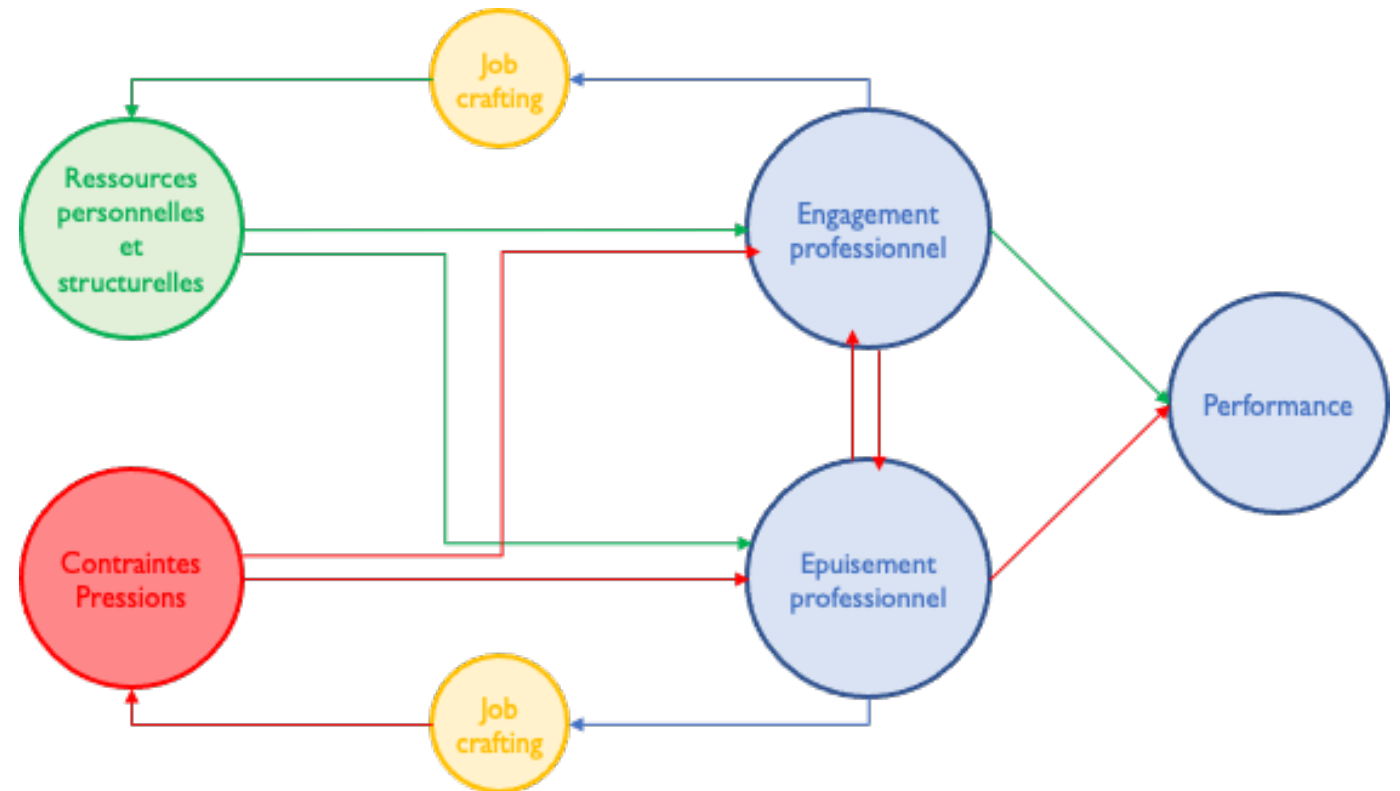 Job
crafting
Ressources
personnelles
et
structurelles
Engagement
professionnel
Performance
Contraintes
Pressions
Epuisement
professionnel
Job
crafting